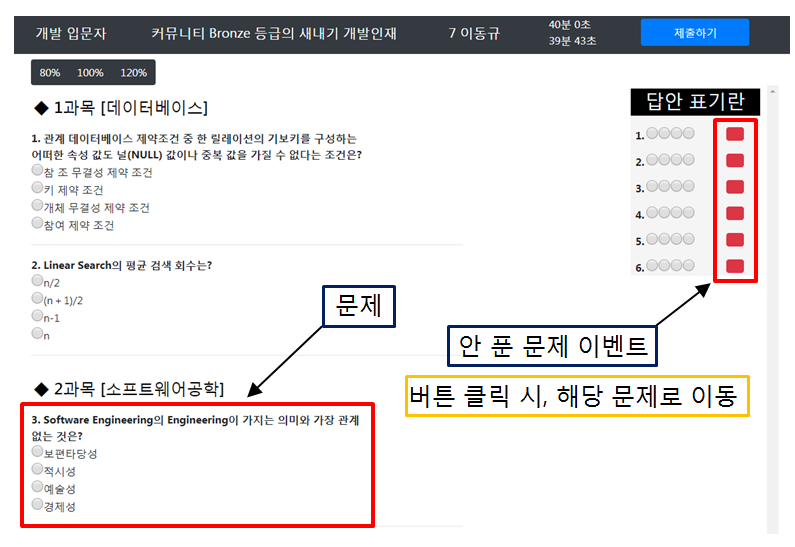 개발 입문자
커뮤니티 Bronze 등급의 새내기 개발인재
7 이동규
40분 0초
39분 43초
제출하기
80% 100% 120%
◆ 1과목 [데이터베이스]
1. 관계 데이터베이스 제약조건 중 한 릴레이션의 기보키를 구성하는
어떠한 속성 값도 널(NULL) 값이나 중복 값을 가질 수 없다는 조건은?
참 조 무결성 제약 조건
키 제약 조건
개체 무결성 제약 조건
참여 제약 조건
2. Linear Search의 평균 검색 회수는?
n/2
(n + 1)/2
n-1
n
문제
◆ 2과목 [소프트웨어공학]
3. Software Engineering의 Engineering이 가지는 의미와 가장 관계
없는 것은?
보편타당성
적시성
예술성
경제성
답안 표기란
1.
2.
3.
4.
5.
6.
안 푼 문제 이벤트
버튼 클릭 시, 해당 문제로 이동